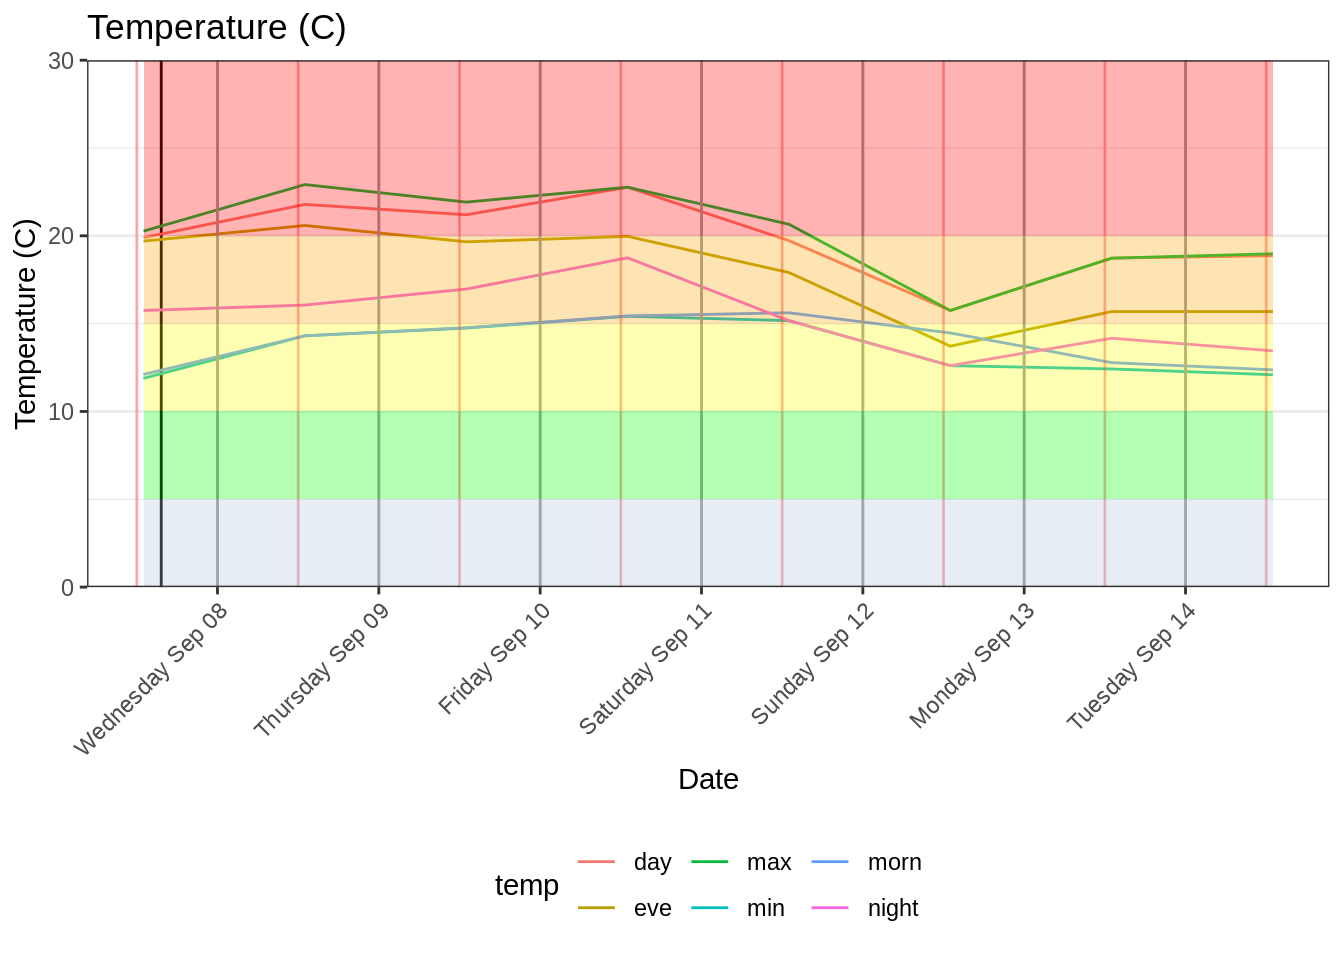 Temperature (C)
30
20
10
0
Temperature (C)
Wednesday Sep 08
Thursday Sep 09
Friday Sep 10
Saturday Sep 11
Sunday Sep 12
Monday Sep 13
Tuesday Sep 14
Date
temp
day max morn
eve min night